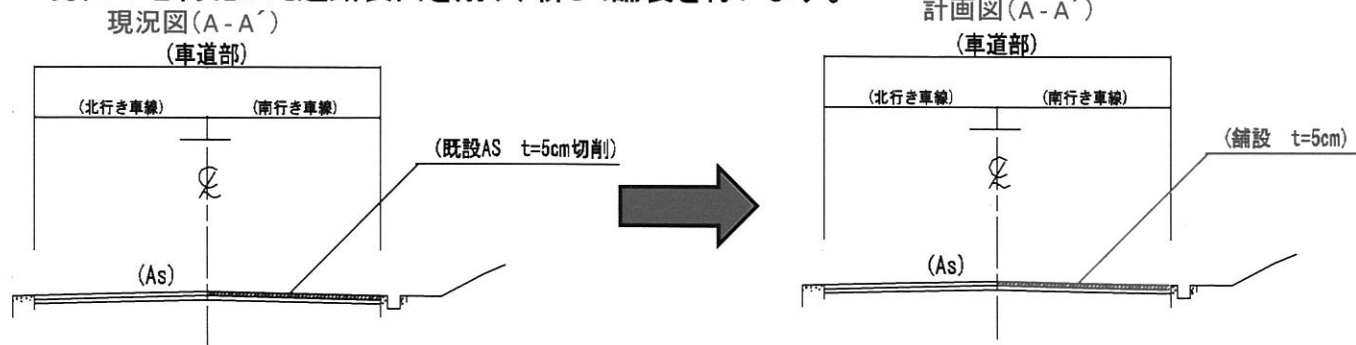 現況図(A-A´)
(車道部)
(北行き車線)
(南行き車線)
(既設AS t=5cm切削)
(As)
計画図(A-A´)
(車道部)
(北行き車線)
(南行き車線)
(舗設 t=5cm)
(As)